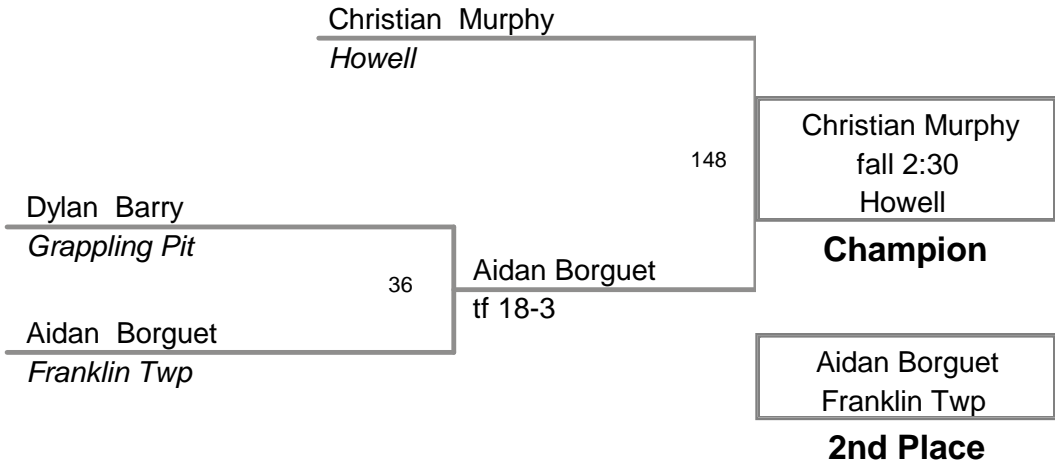 Christian Murphy
Howell
148
Christian Murphy
fall 2:30
Howell
Champion
Dylan Barry
Grappling Pit
36
Aidan Borguet
tf 18-3
Aidan Borguet
Franklin Twp
Aidan Borguet
Franklin Twp
2nd Place